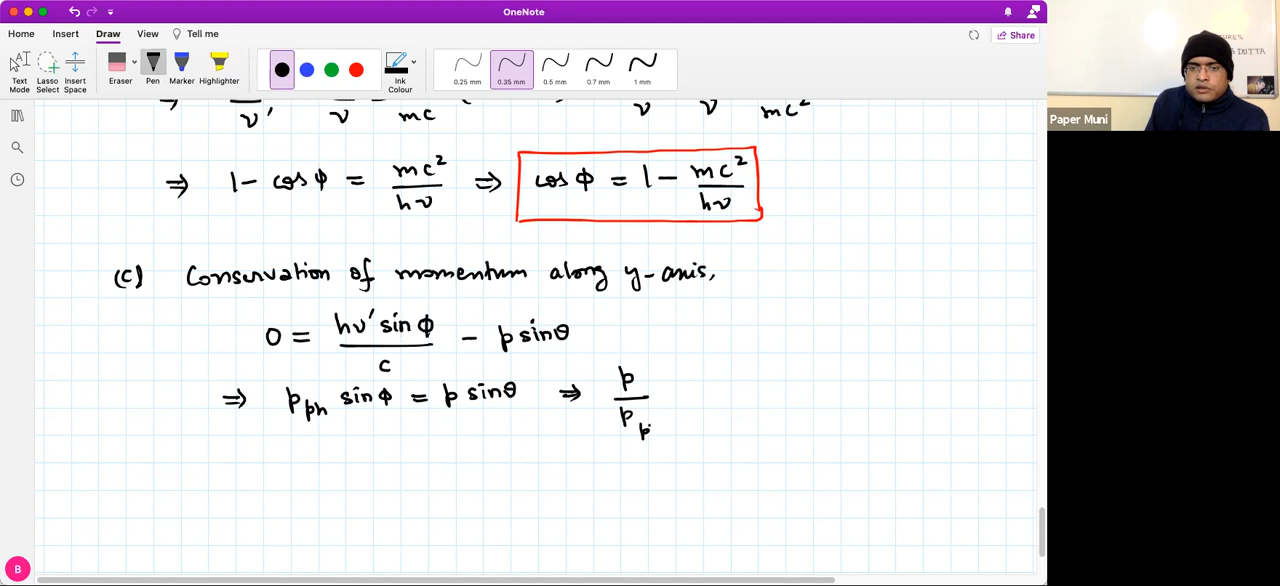 OneNote
Home Insert Draw View Tell me
Share
Text Mode
Lasso Select
Insert Space
Eraser
Pen
Marker
Highlighter
Ink Colour
0.25 mm 0.35 mm 0.5 mm 0.7 mm 1 mm
Paper Muni
⇒ ν' ν mc ν ν mc²
⇒ 1 - cos φ = mc²/hν ⇒ cos φ = 1 - mc²/hν
(c) Conservation of momentum along y-axis,
0 = hν' sin φ / c - p sin θ
⇒ p_ph sin φ = p sin θ ⇒ p / p_p
B